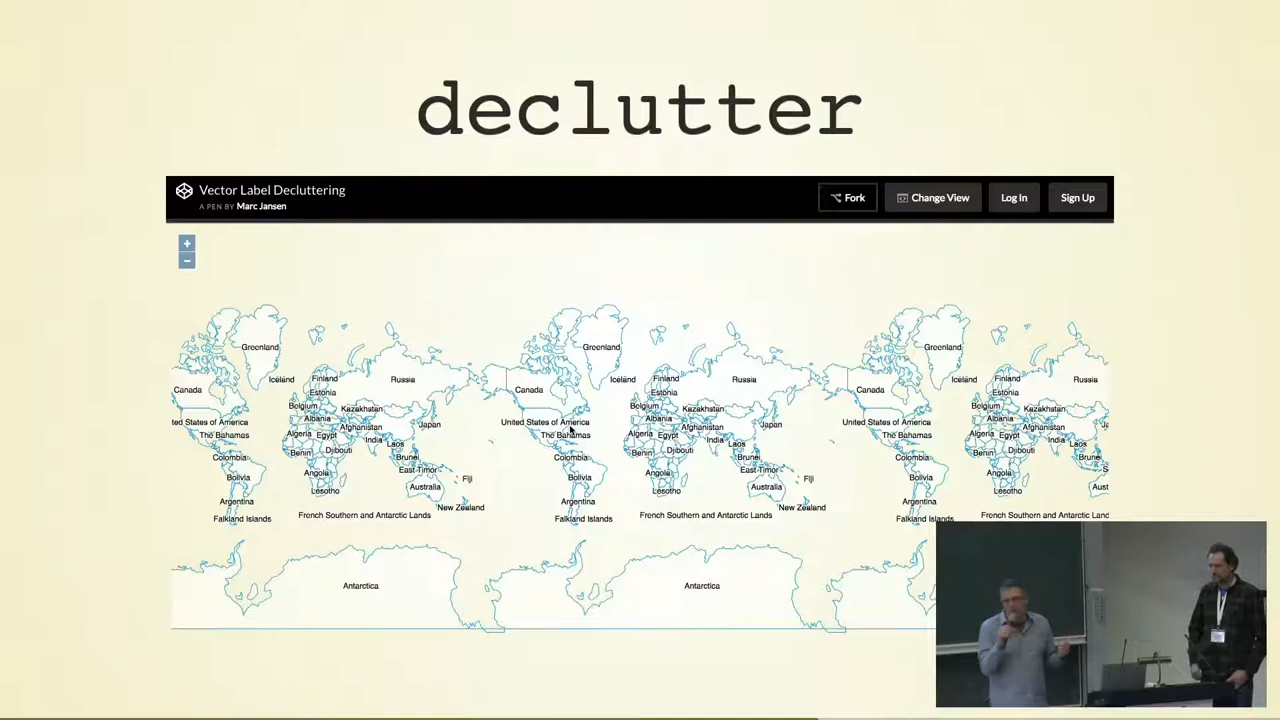 declutter
Vector Label Decluttering
A PEN BY Marc Jansen
Fork
Change View
Log In
Sign Up
+
−
Greenland Greenland Greenland
Canada Iceland Finland Russia Canada Iceland Finland Russia Canada Iceland Finland Russia
Estonia Estonia Estonia
Belgium Kazakhstan Belgium Kazakhstan Belgium Kazakhstan
ted States of America Albania Afghanistan Japan United States of America Albania Afghanistan United States of America Albania Afghanistan
The Bahamas Algeria Egypt India Laos The Bahamas Algeria Egypt India Laos The Bahamas Algeria Egypt India Laos
Colombia Benin Djibouti Brunei Colombia Benin Djibouti Brunei Colombia Benin Djibouti Brunei
Bolivia Angola East Timor Fiji Bolivia Angola East Timor Fiji Bolivia Angola
Lesotho Australia Lesotho Australia Lesotho Aust
Argentina New Zealand Argentina New Zealand Argentina
Falkland Islands French Southern and Antarctic Lands Falkland Islands French Southern and Antarctic Lands Falkland Islands French Southern and Antarctic Lands
Antarctica Antarctica